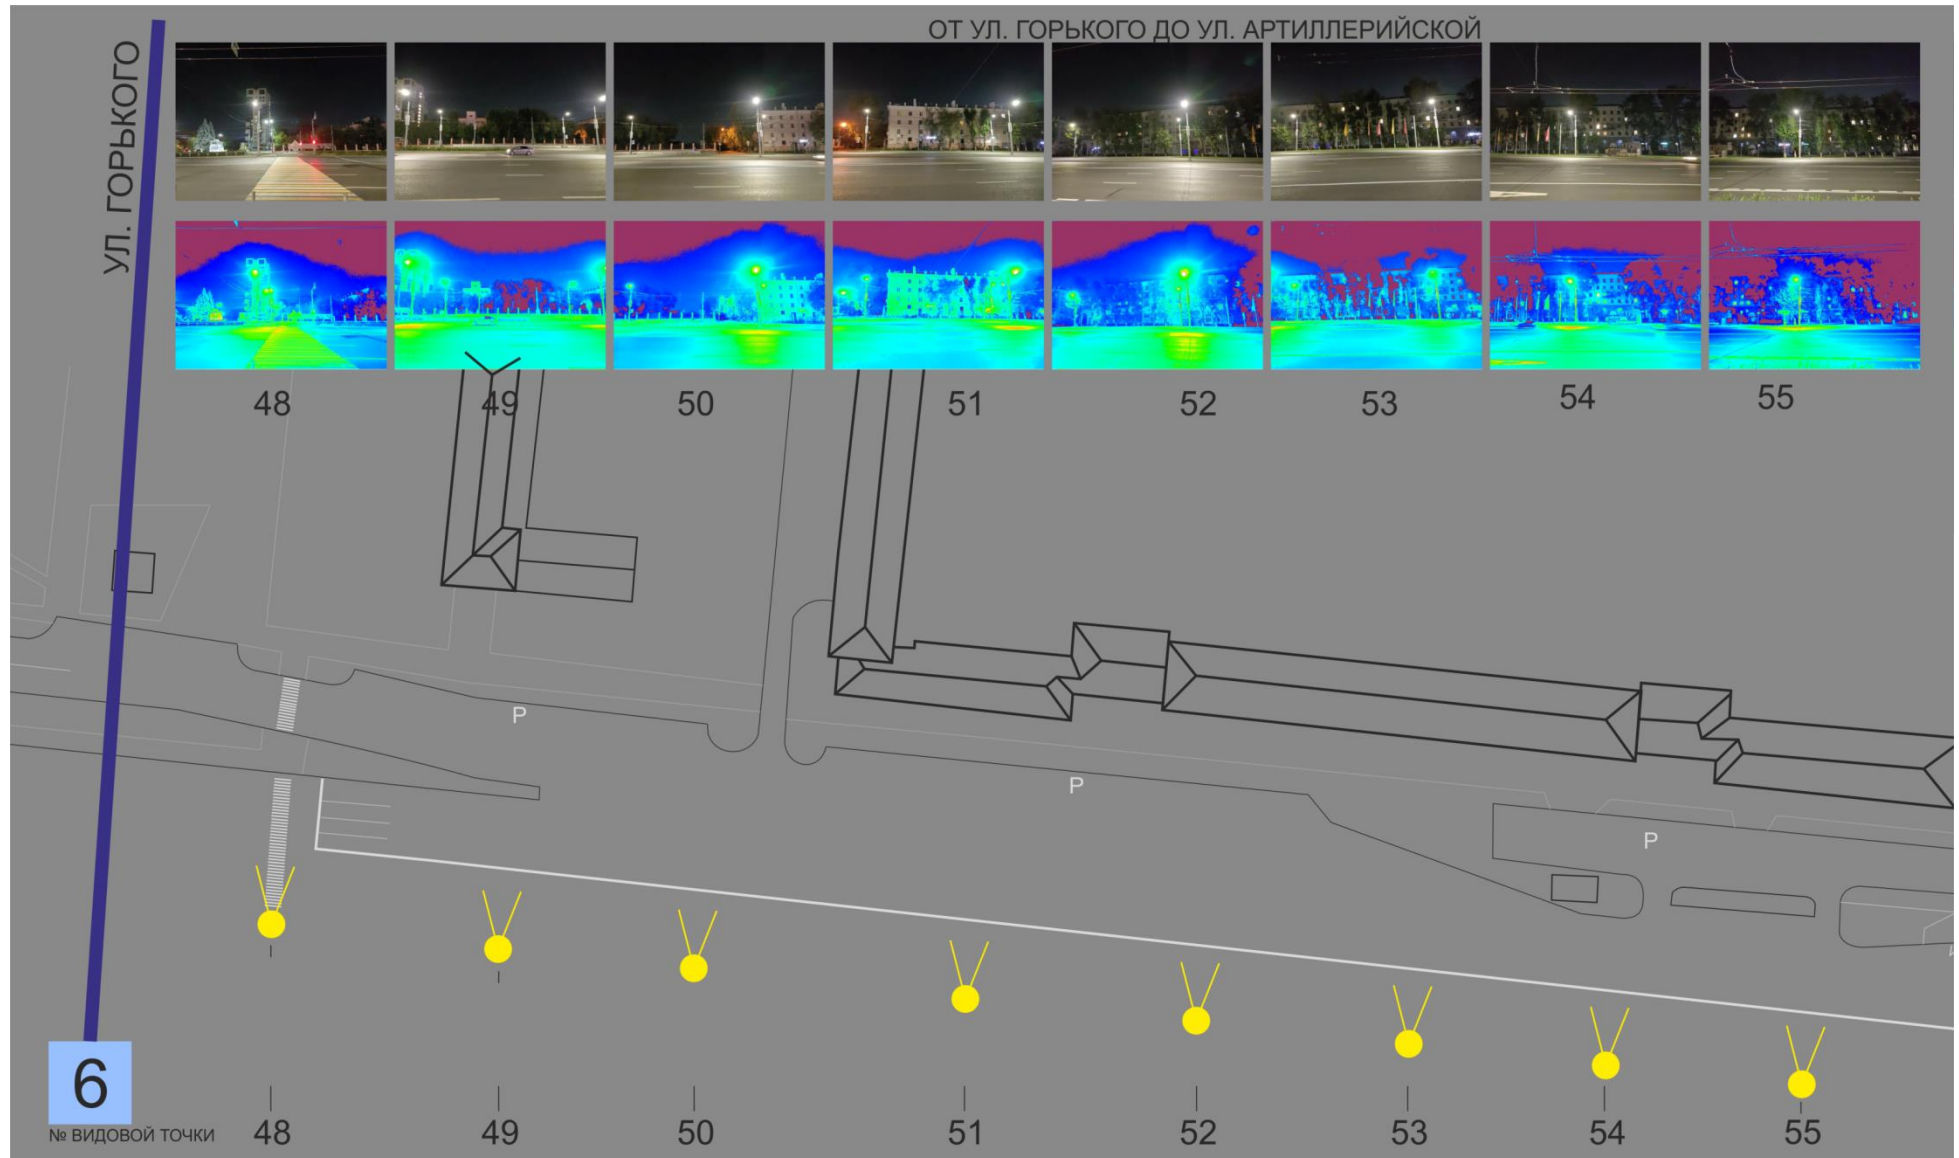 ОТ УЛ. ГОРЬКОГО ДО УЛ. АРТИЛЛЕРИЙСКОЙ
УЛ. ГОРЬКОГО
48 49 50 51 52 53 54 55
P
P
P
6
№ ВИДОВОЙ ТОЧКИ 48 49 50 51 52 53 54 55